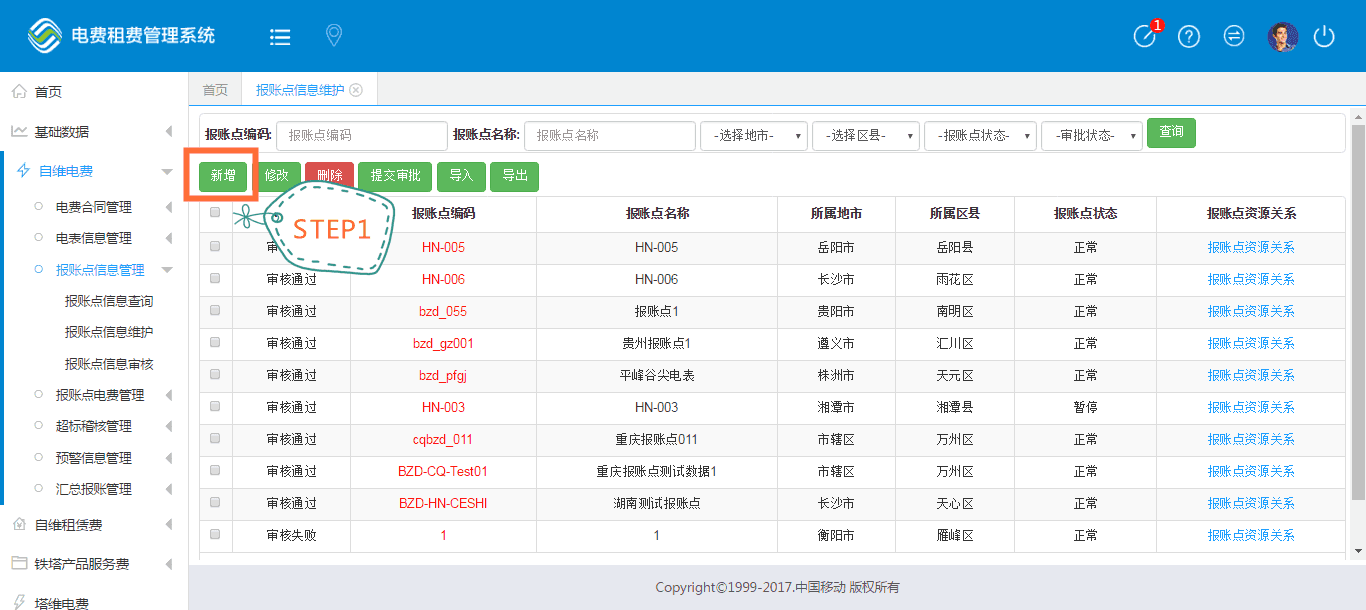 电费租费管理系统
1
首页
基础数据
自维电费
电费合同管理
电表信息管理
报账点信息管理
报账点信息查询
报账点信息维护
报账点信息审核
报账点电费管理
超标稽核管理
预警信息管理
汇总报账管理
自维租赁费
铁塔产品服务费
塔维电费
首页 报账点信息维护
报账点编码: 报账点编码 报账点名称: 报账点名称 -选择地市- -选择区县- -报账点状态- -审批状态- 查询
新增 修改 删除 提交审批 导入 导出
STEP1
报账点编码 报账点名称 所属地市 所属区县 报账点状态 报账点资源关系
审 HN-005 HN-005 岳阳市 岳阳县 正常 报账点资源关系
审核通过 HN-006 HN-006 长沙市 雨花区 正常 报账点资源关系
审核通过 bzd_055 报账点1 贵阳市 南明区 正常 报账点资源关系
审核通过 bzd_gz001 贵州报账点1 遵义市 汇川区 正常 报账点资源关系
审核通过 bzd_pfgj 平峰谷尖电表 株洲市 天元区 正常 报账点资源关系
审核通过 HN-003 HN-003 湘潭市 湘潭县 暂停 报账点资源关系
审核通过 cqbzd_011 重庆报账点011 市辖区 万州区 正常 报账点资源关系
审核通过 BZD-CQ-Test01 重庆报账点测试数据1 市辖区 万州区 正常 报账点资源关系
审核通过 BZD-HN-CESHI 湖南测试报账点 长沙市 天心区 正常 报账点资源关系
审核失败 1 1 衡阳市 雁峰区 正常 报账点资源关系
Copyright©1999-2017.中国移动 版权所有